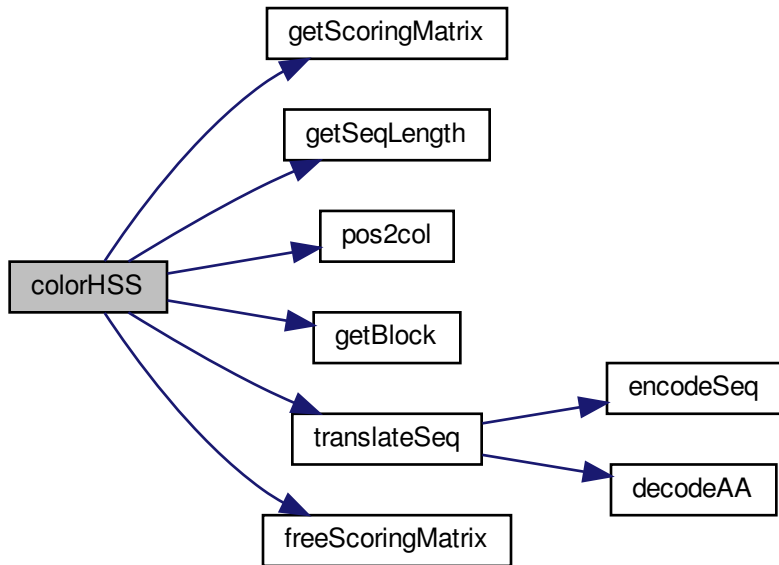 getScoringMatrix
getSeqLength
pos2col
colorHSS
getBlock
encodeSeq
translateSeq
decodeAA
freeScoringMatrix